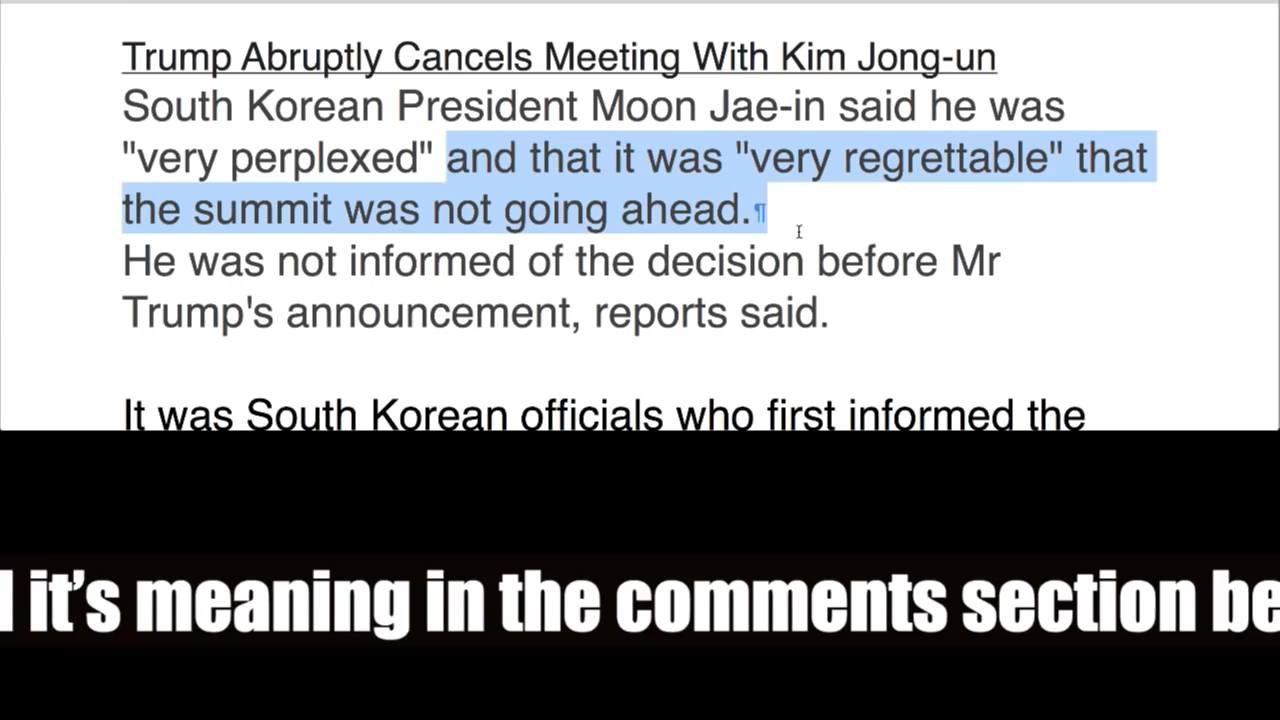 Trump Abruptly Cancels Meeting With Kim Jong-un
South Korean President Moon Jae-in said he was
"very perplexed" and that it was "very regrettable" that
the summit was not going ahead.¶
He was not informed of the decision before Mr
Trump's announcement, reports said.
It was South Korean officials who first informed the
it’s meaning in the comments section be